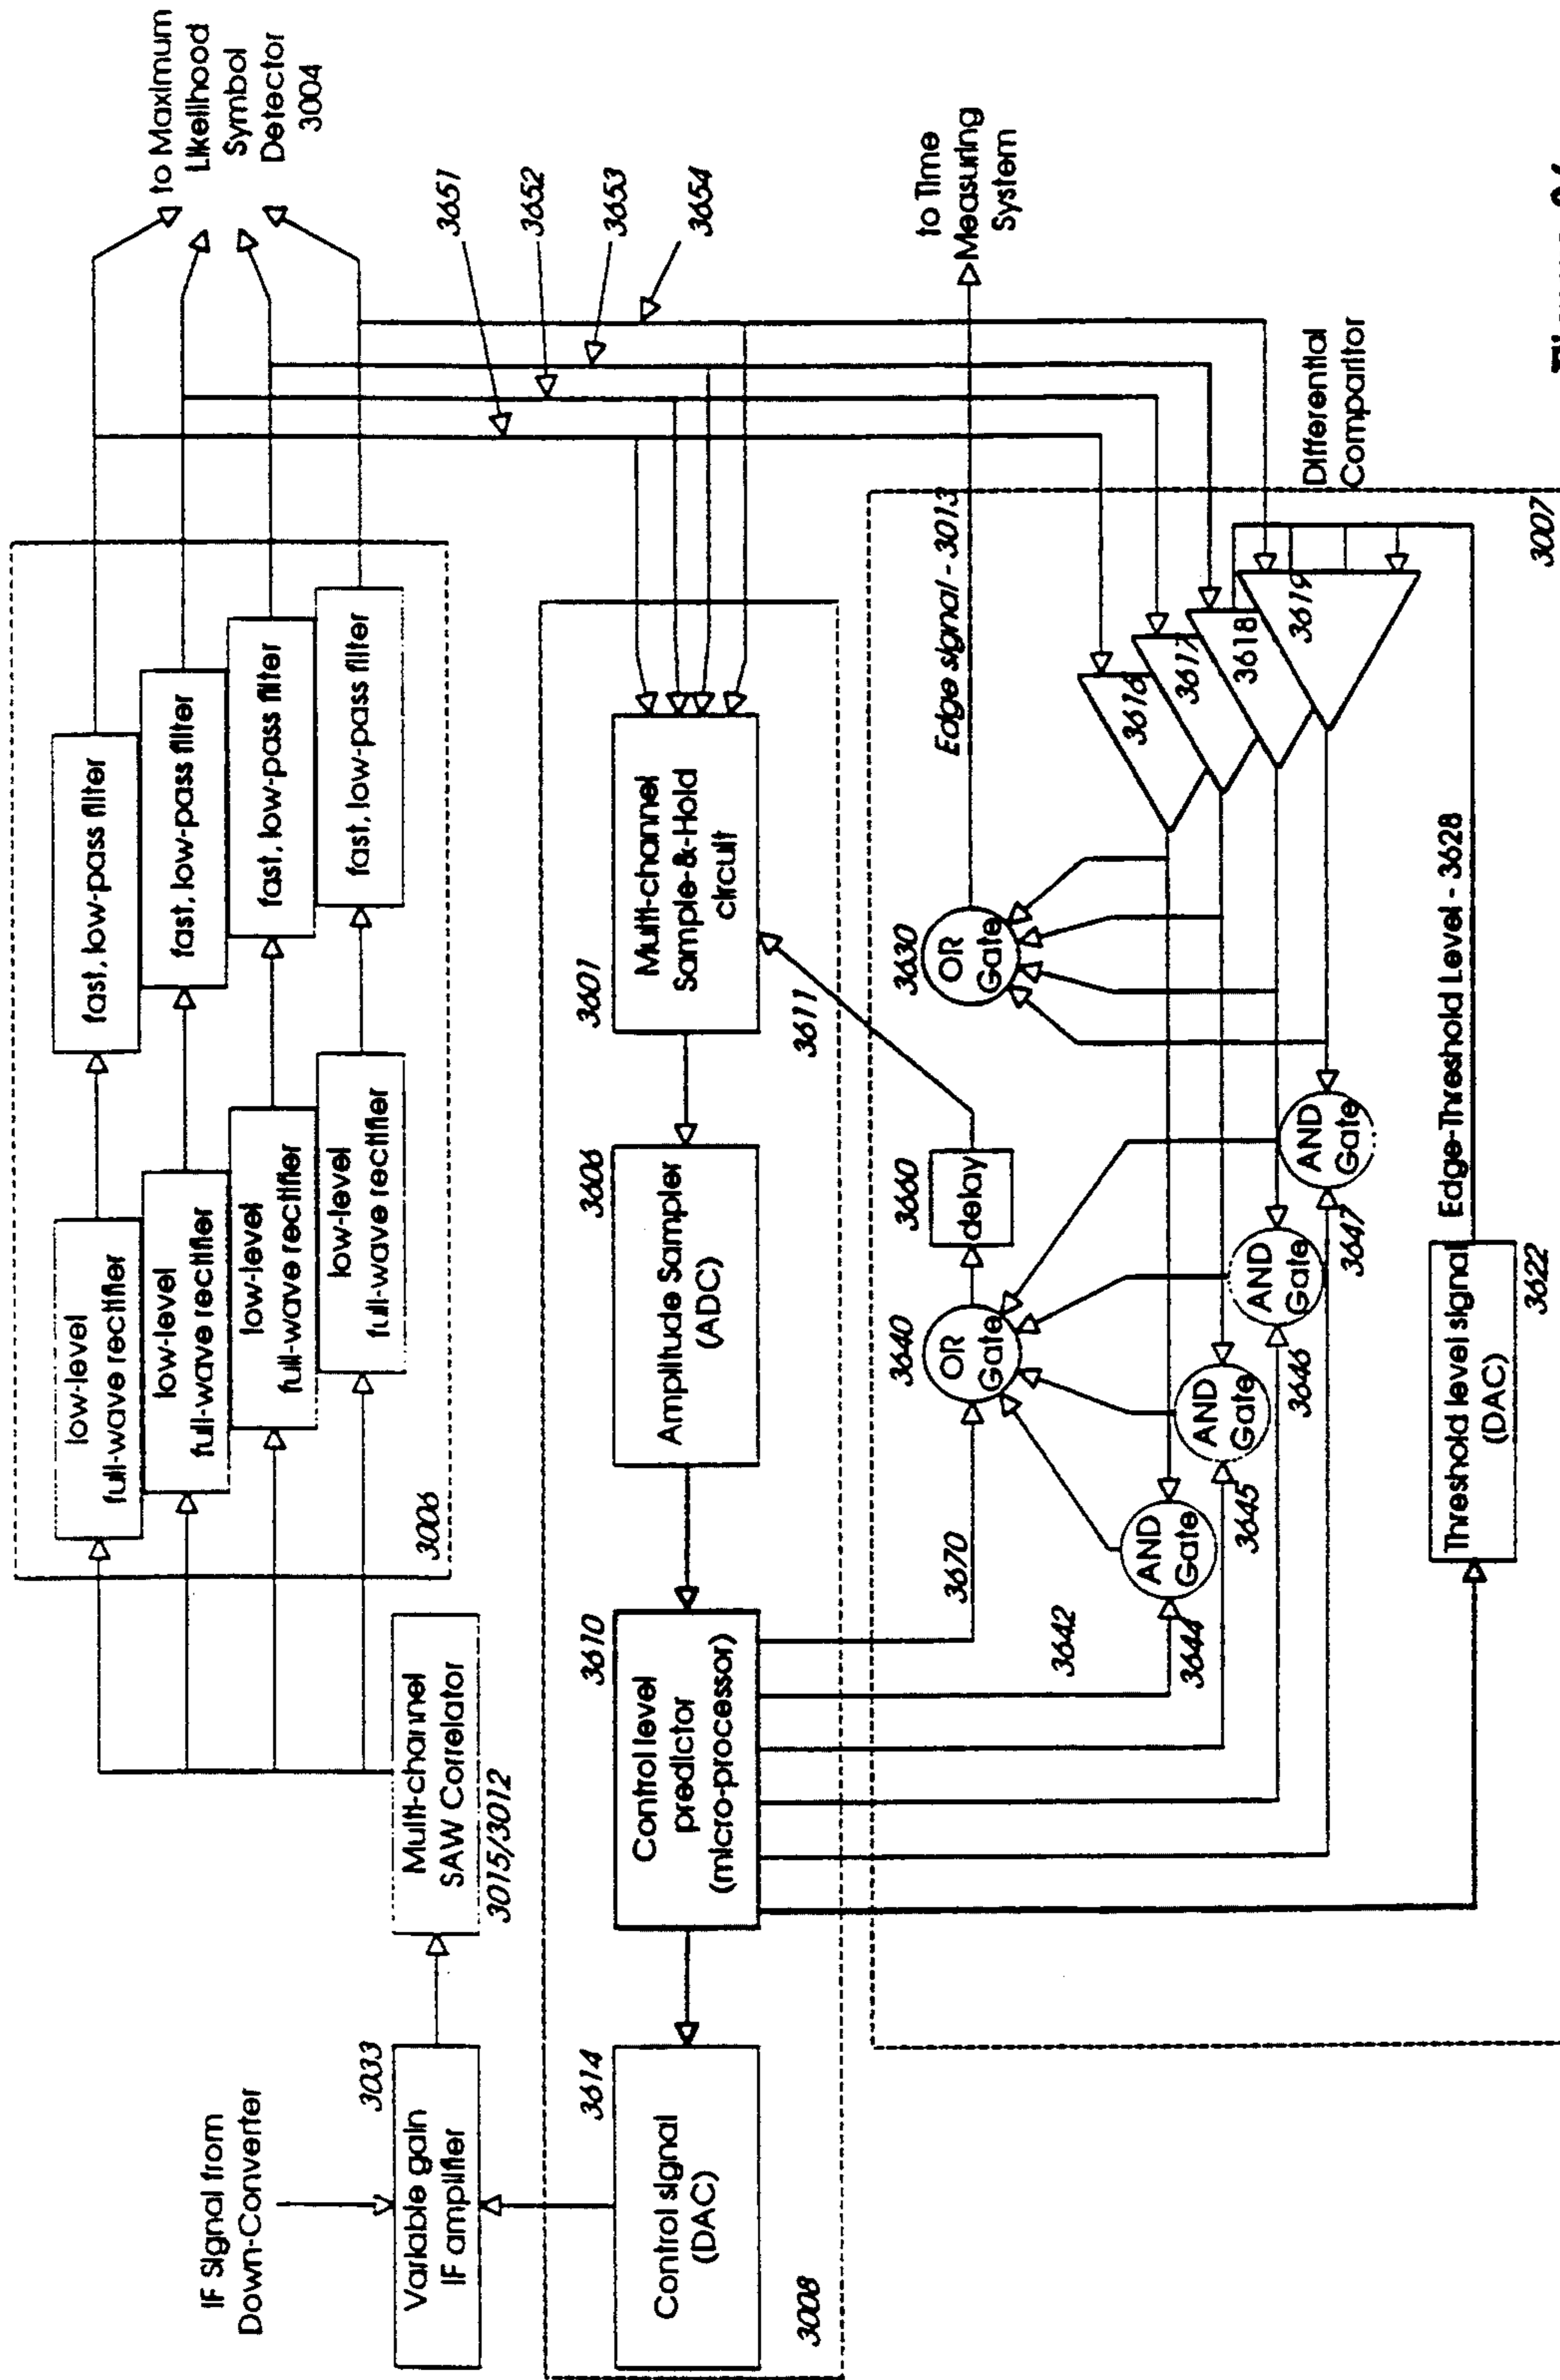 IF Signal from
Down-Converter
3033
Variable gain
IF amplifier
Multi-channel
SAW Correlator
3015/3012
low-level
full-wave rectifier
low-level
full-wave rectifier
low-level
full-wave rectifier
low-level
full-wave rectifier
3006
fast, low-pass filter
fast, low-pass filter
fast, low-pass filter
fast, low-pass filter
to Maximum
Likelihood
Symbol
Detector
3004
3651
3652
3653
3654
3614
Control signal
(DAC)
3008
3610
Control level
predictor
(micro-processor)
3606
Amplitude Sampler
(ADC)
3601
Multi-channel
Sample-&-Hold
circuit
3611
3670
3640
OR
Gate
3660
delay
3630
OR
Gate
Edge signal - 3013
to Time
Measuring
System
3642
3644
AND
Gate
3645
AND
Gate
3646
AND
Gate
3647
AND
Gate
3616
3617
3618
3619
Differential
Comparitor
Threshold level signal
(DAC)
3622
Edge-Threshold Level - 3628
3007